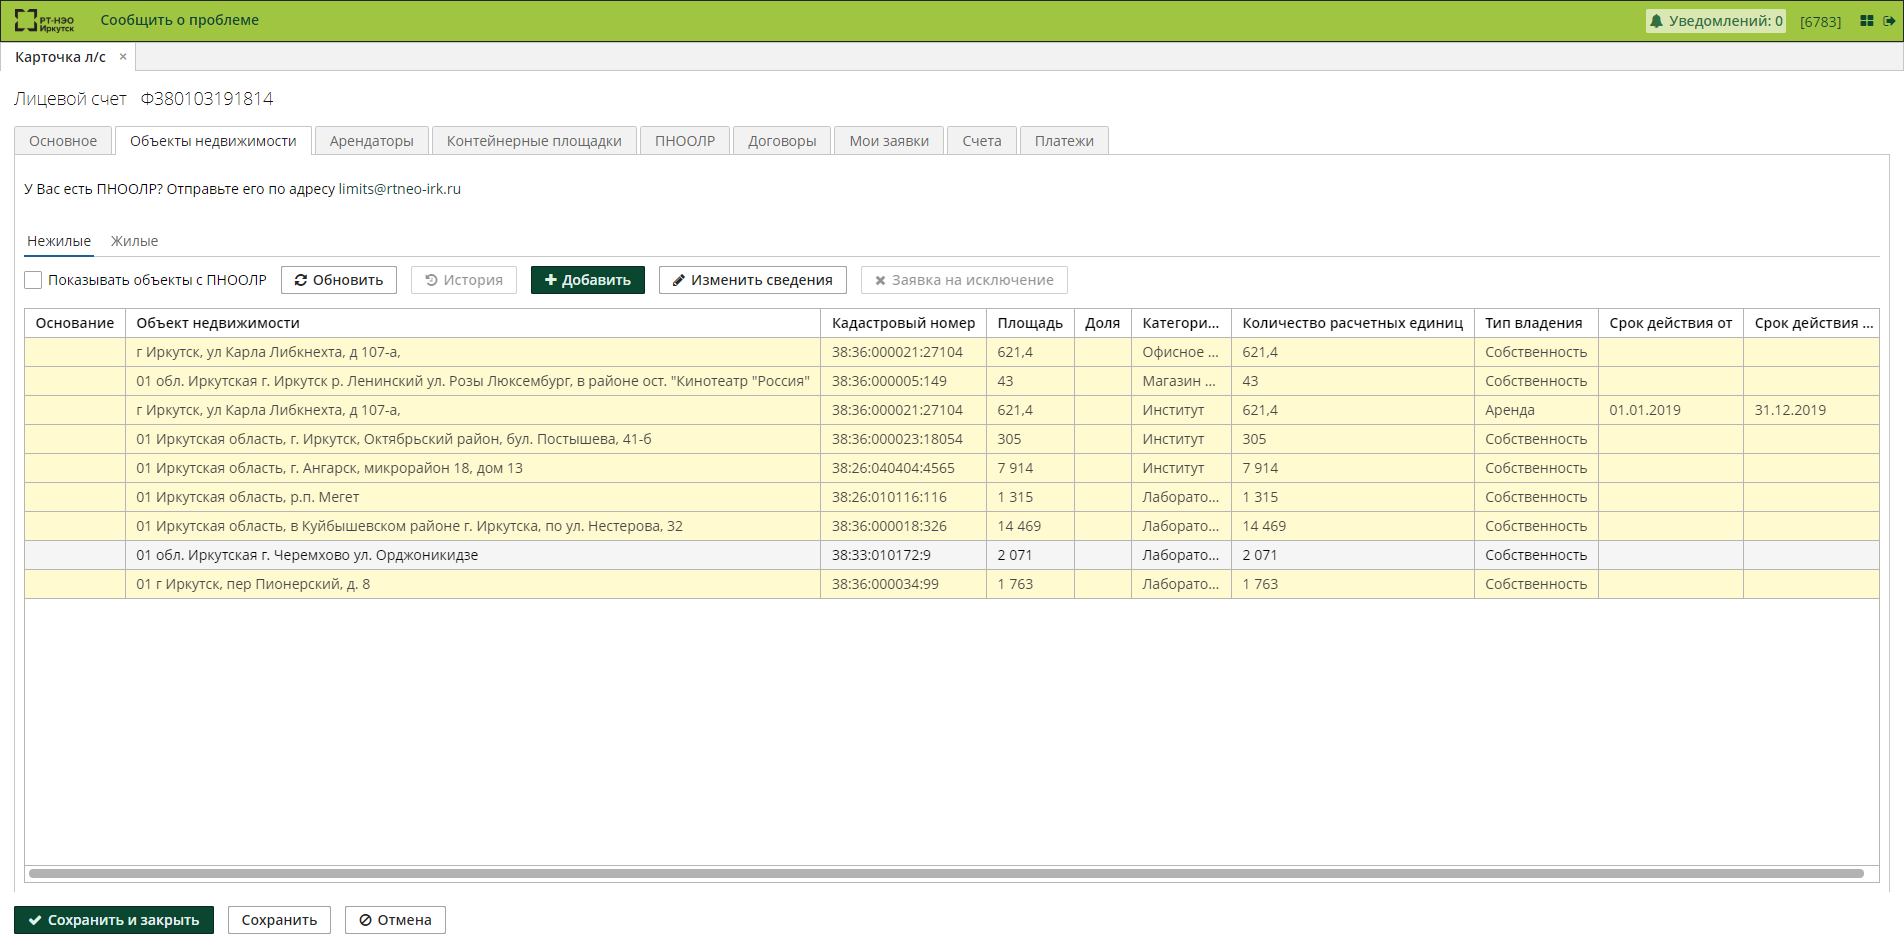 РТ-НЭО
Иркутск
Сообщить о проблеме
Уведомлений: 0
[6783]
Карточка л/с ×
Лицевой счет Ф380103191814
Основное Объекты недвижимости Арендаторы Контейнерные площадки ПНООЛР Договоры Мои заявки Счета Платежи
У Вас есть ПНООЛР? Отправьте его по адресу limits@rtneo-irk.ru
Нежилые Жилые
Показывать объекты с ПНООЛР Обновить История Добавить Изменить сведения Заявка на исключение
Основание Объект недвижимости Кадастровый номер Площадь Доля Категори... Количество расчетных единиц Тип владения Срок действия от Срок действия ...
г Иркутск, ул Карла Либкнехта, д 107-а, 38:36:000021:27104 621,4 Офисное ... 621,4 Собственность
01 обл. Иркутская г. Иркутск р. Ленинский ул. Розы Люксембург, в районе ост. "Кинотеатр "Россия" 38:36:000005:149 43 Магазин ... 43 Собственность
г Иркутск, ул Карла Либкнехта, д 107-а, 38:36:000021:27104 621,4 Институт 621,4 Аренда 01.01.2019 31.12.2019
01 Иркутская область, г. Иркутск, Октябрьский район, бул. Постышева, 41-б 38:36:000023:18054 305 Институт 305 Собственность
01 Иркутская область, г. Ангарск, микрорайон 18, дом 13 38:26:040404:4565 7 914 Институт 7 914 Собственность
01 Иркутская область, р.п. Мегет 38:26:010116:116 1 315 Лаборато... 1 315 Собственность
01 Иркутская область, в Куйбышевском районе г. Иркутска, по ул. Нестерова, 32 38:36:000018:326 14 469 Лаборато... 14 469 Собственность
01 обл. Иркутская г. Черемхово ул. Орджоникидзе 38:33:010172:9 2 071 Лаборато... 2 071 Собственность
01 г Иркутск, пер Пионерский, д. 8 38:36:000034:99 1 763 Лаборато... 1 763 Собственность
Сохранить и закрыть Сохранить Отмена